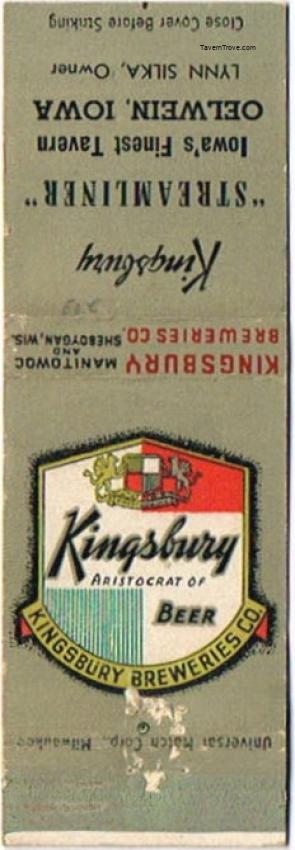 Close Cover Before Striking
TavernTrove.com
LYNN SILKA, Owner
OELWEIN, IOWA
Iowa's Finest Tavern
"STREAMLINER"
Kingsbury
213
KINGSBURY
BREWERIES CO.
MANITOWOC
AND
SHEBOYGAN, WIS.
Kingsbury
ARISTOCRAT OF
BEER
KINGSBURY BREWERIES CO.
Universal Match Corp., Milwaukee